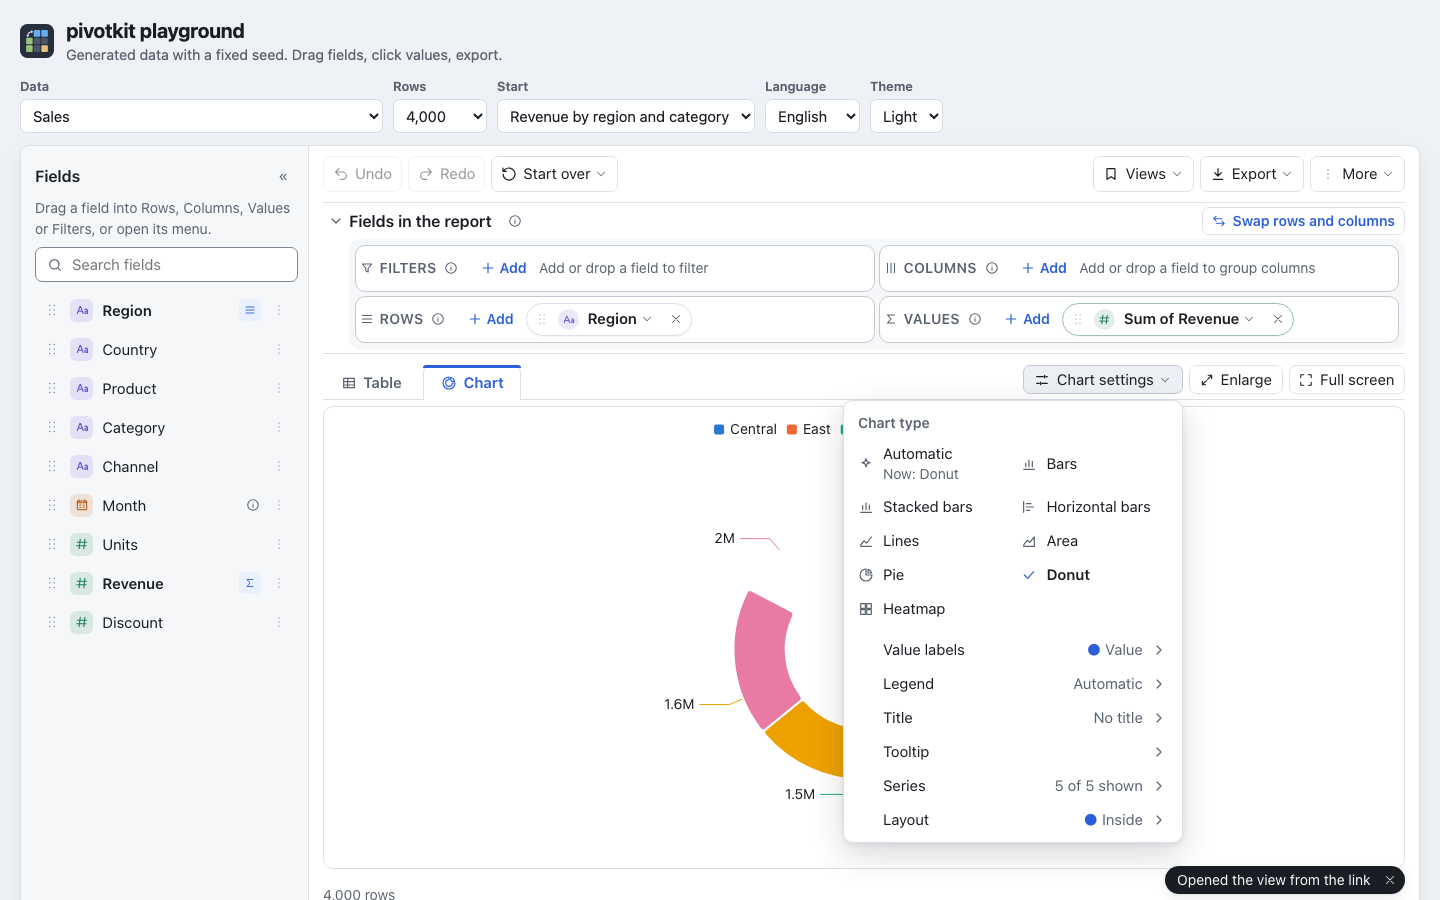 pivotkit playground
Generated data with a fixed seed. Drag fields, click values, export.
Data
Rows
Start
Language
Theme
Sales
4,000
Revenue by region and category
English
Light
Fields
«
Drag a field into Rows, Columns, Values
or Filters, or open its menu.
Search fields
Aa Region
Aa Country
Aa Product
Aa Category
Aa Channel
Month
# Units
# Revenue Σ
# Discount
Undo
Redo
Start over
Views
Export
More
Fields in the report
Swap rows and columns
FILTERS
+ Add
Add or drop a field to filter
COLUMNS
+ Add
Add or drop a field to group columns
ROWS
+ Add
Aa Region
Σ VALUES
+ Add
# Sum of Revenue
Table
Chart
Chart settings
Enlarge
Full screen
Central
East
2M
1.6M
1.5M
Chart type
Automatic
Now: Donut
Bars
Stacked bars
Horizontal bars
Lines
Area
Pie
Donut
Heatmap
Value labels
Value
Legend
Automatic
Title
No title
Tooltip
Series
5 of 5 shown
Layout
Inside
4,000 rows
Opened the view from the link